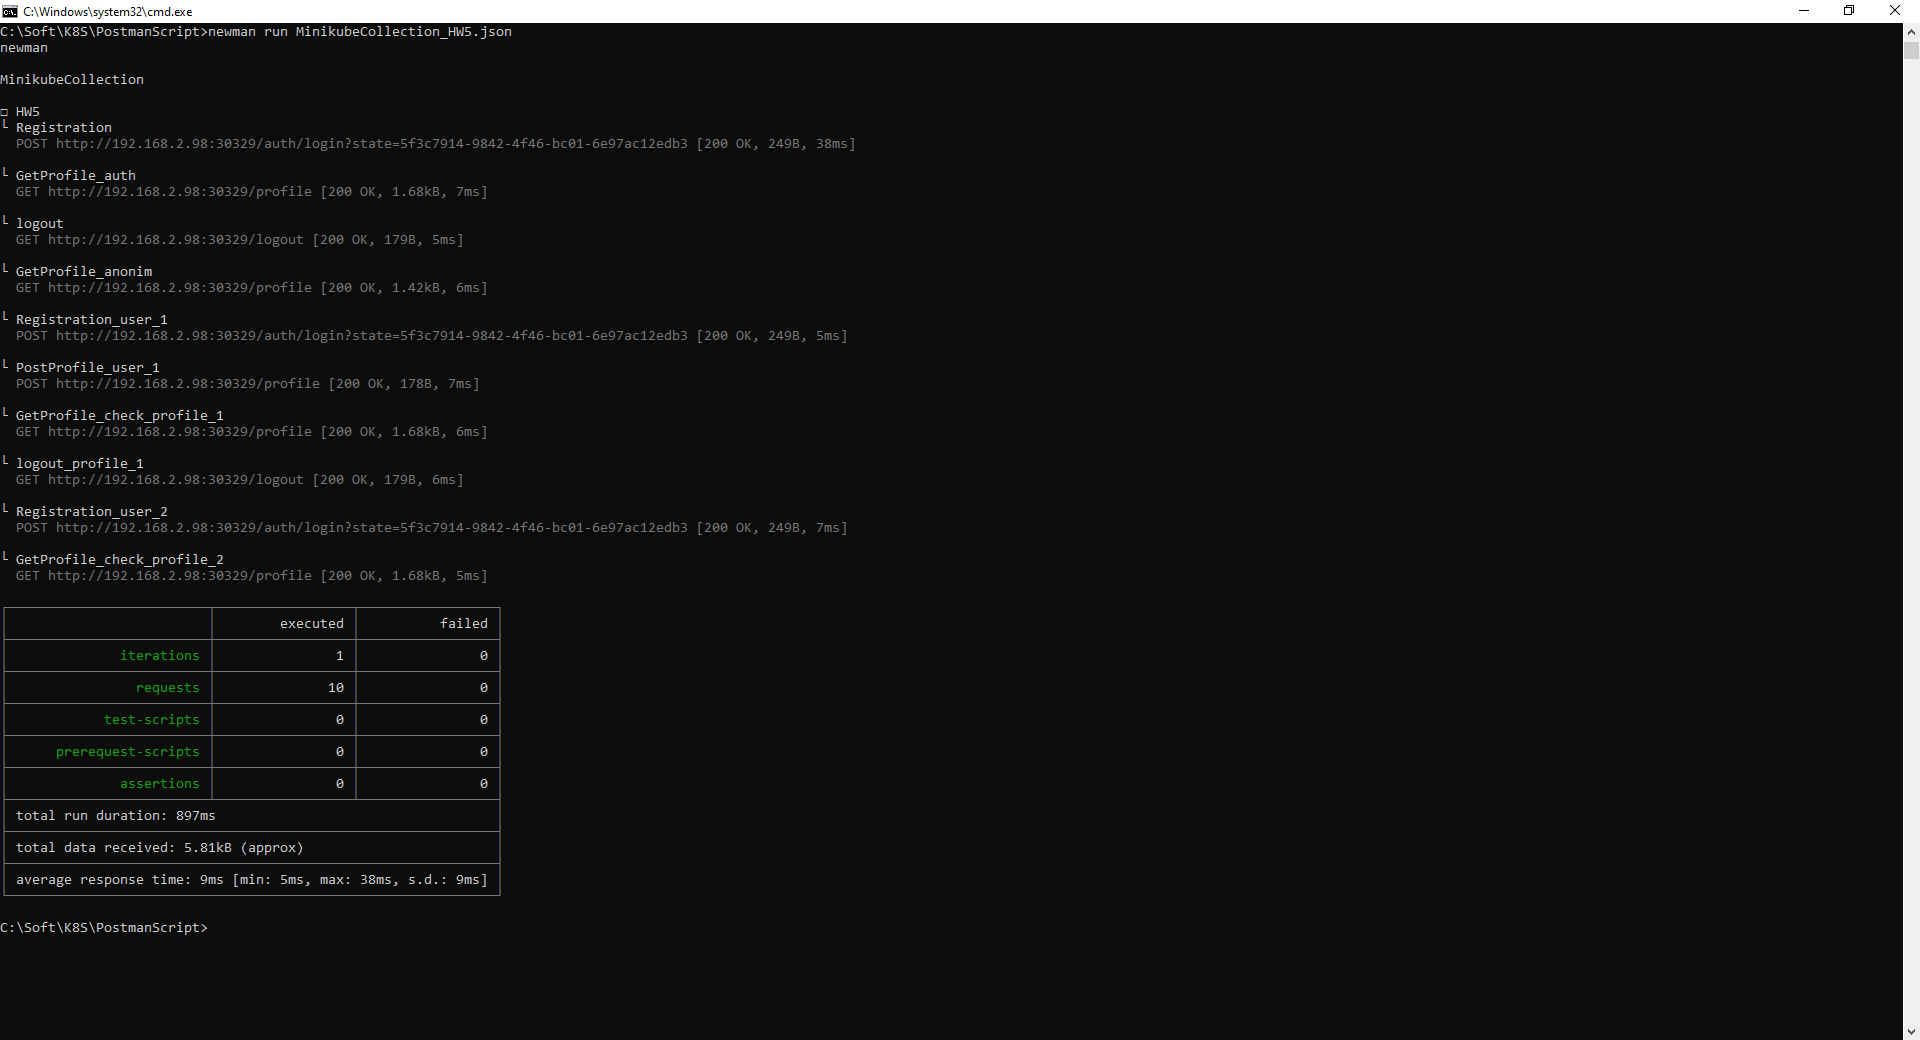 C:\Windows\system32\cmd.exe
C:\Soft\K8S\PostmanScript>newman run MinikubeCollection_HW5.json
newman
MinikubeCollection
□ HW5
└ Registration
POST http://192.168.2.98:30329/auth/login?state=5f3c7914-9842-4f46-bc01-6e97ac12edb3 [200 OK, 249B, 38ms]
└ GetProfile_auth
GET http://192.168.2.98:30329/profile [200 OK, 1.68kB, 7ms]
└ logout
GET http://192.168.2.98:30329/logout [200 OK, 179B, 5ms]
└ GetProfile_anonim
GET http://192.168.2.98:30329/profile [200 OK, 1.42kB, 6ms]
└ Registration_user_1
POST http://192.168.2.98:30329/auth/login?state=5f3c7914-9842-4f46-bc01-6e97ac12edb3 [200 OK, 249B, 5ms]
└ PostProfile_user_1
POST http://192.168.2.98:30329/profile [200 OK, 178B, 7ms]
└ GetProfile_check_profile_1
GET http://192.168.2.98:30329/profile [200 OK, 1.68kB, 6ms]
└ logout_profile_1
GET http://192.168.2.98:30329/logout [200 OK, 179B, 6ms]
└ Registration_user_2
POST http://192.168.2.98:30329/auth/login?state=5f3c7914-9842-4f46-bc01-6e97ac12edb3 [200 OK, 249B, 7ms]
└ GetProfile_check_profile_2
GET http://192.168.2.98:30329/profile [200 OK, 1.68kB, 5ms]
executed failed
iterations 1 0
requests 10 0
test-scripts 0 0
prerequest-scripts 0 0
assertions 0 0
total run duration: 897ms
total data received: 5.81kB (approx)
average response time: 9ms [min: 5ms, max: 38ms, s.d.: 9ms]
C:\Soft\K8S\PostmanScript>